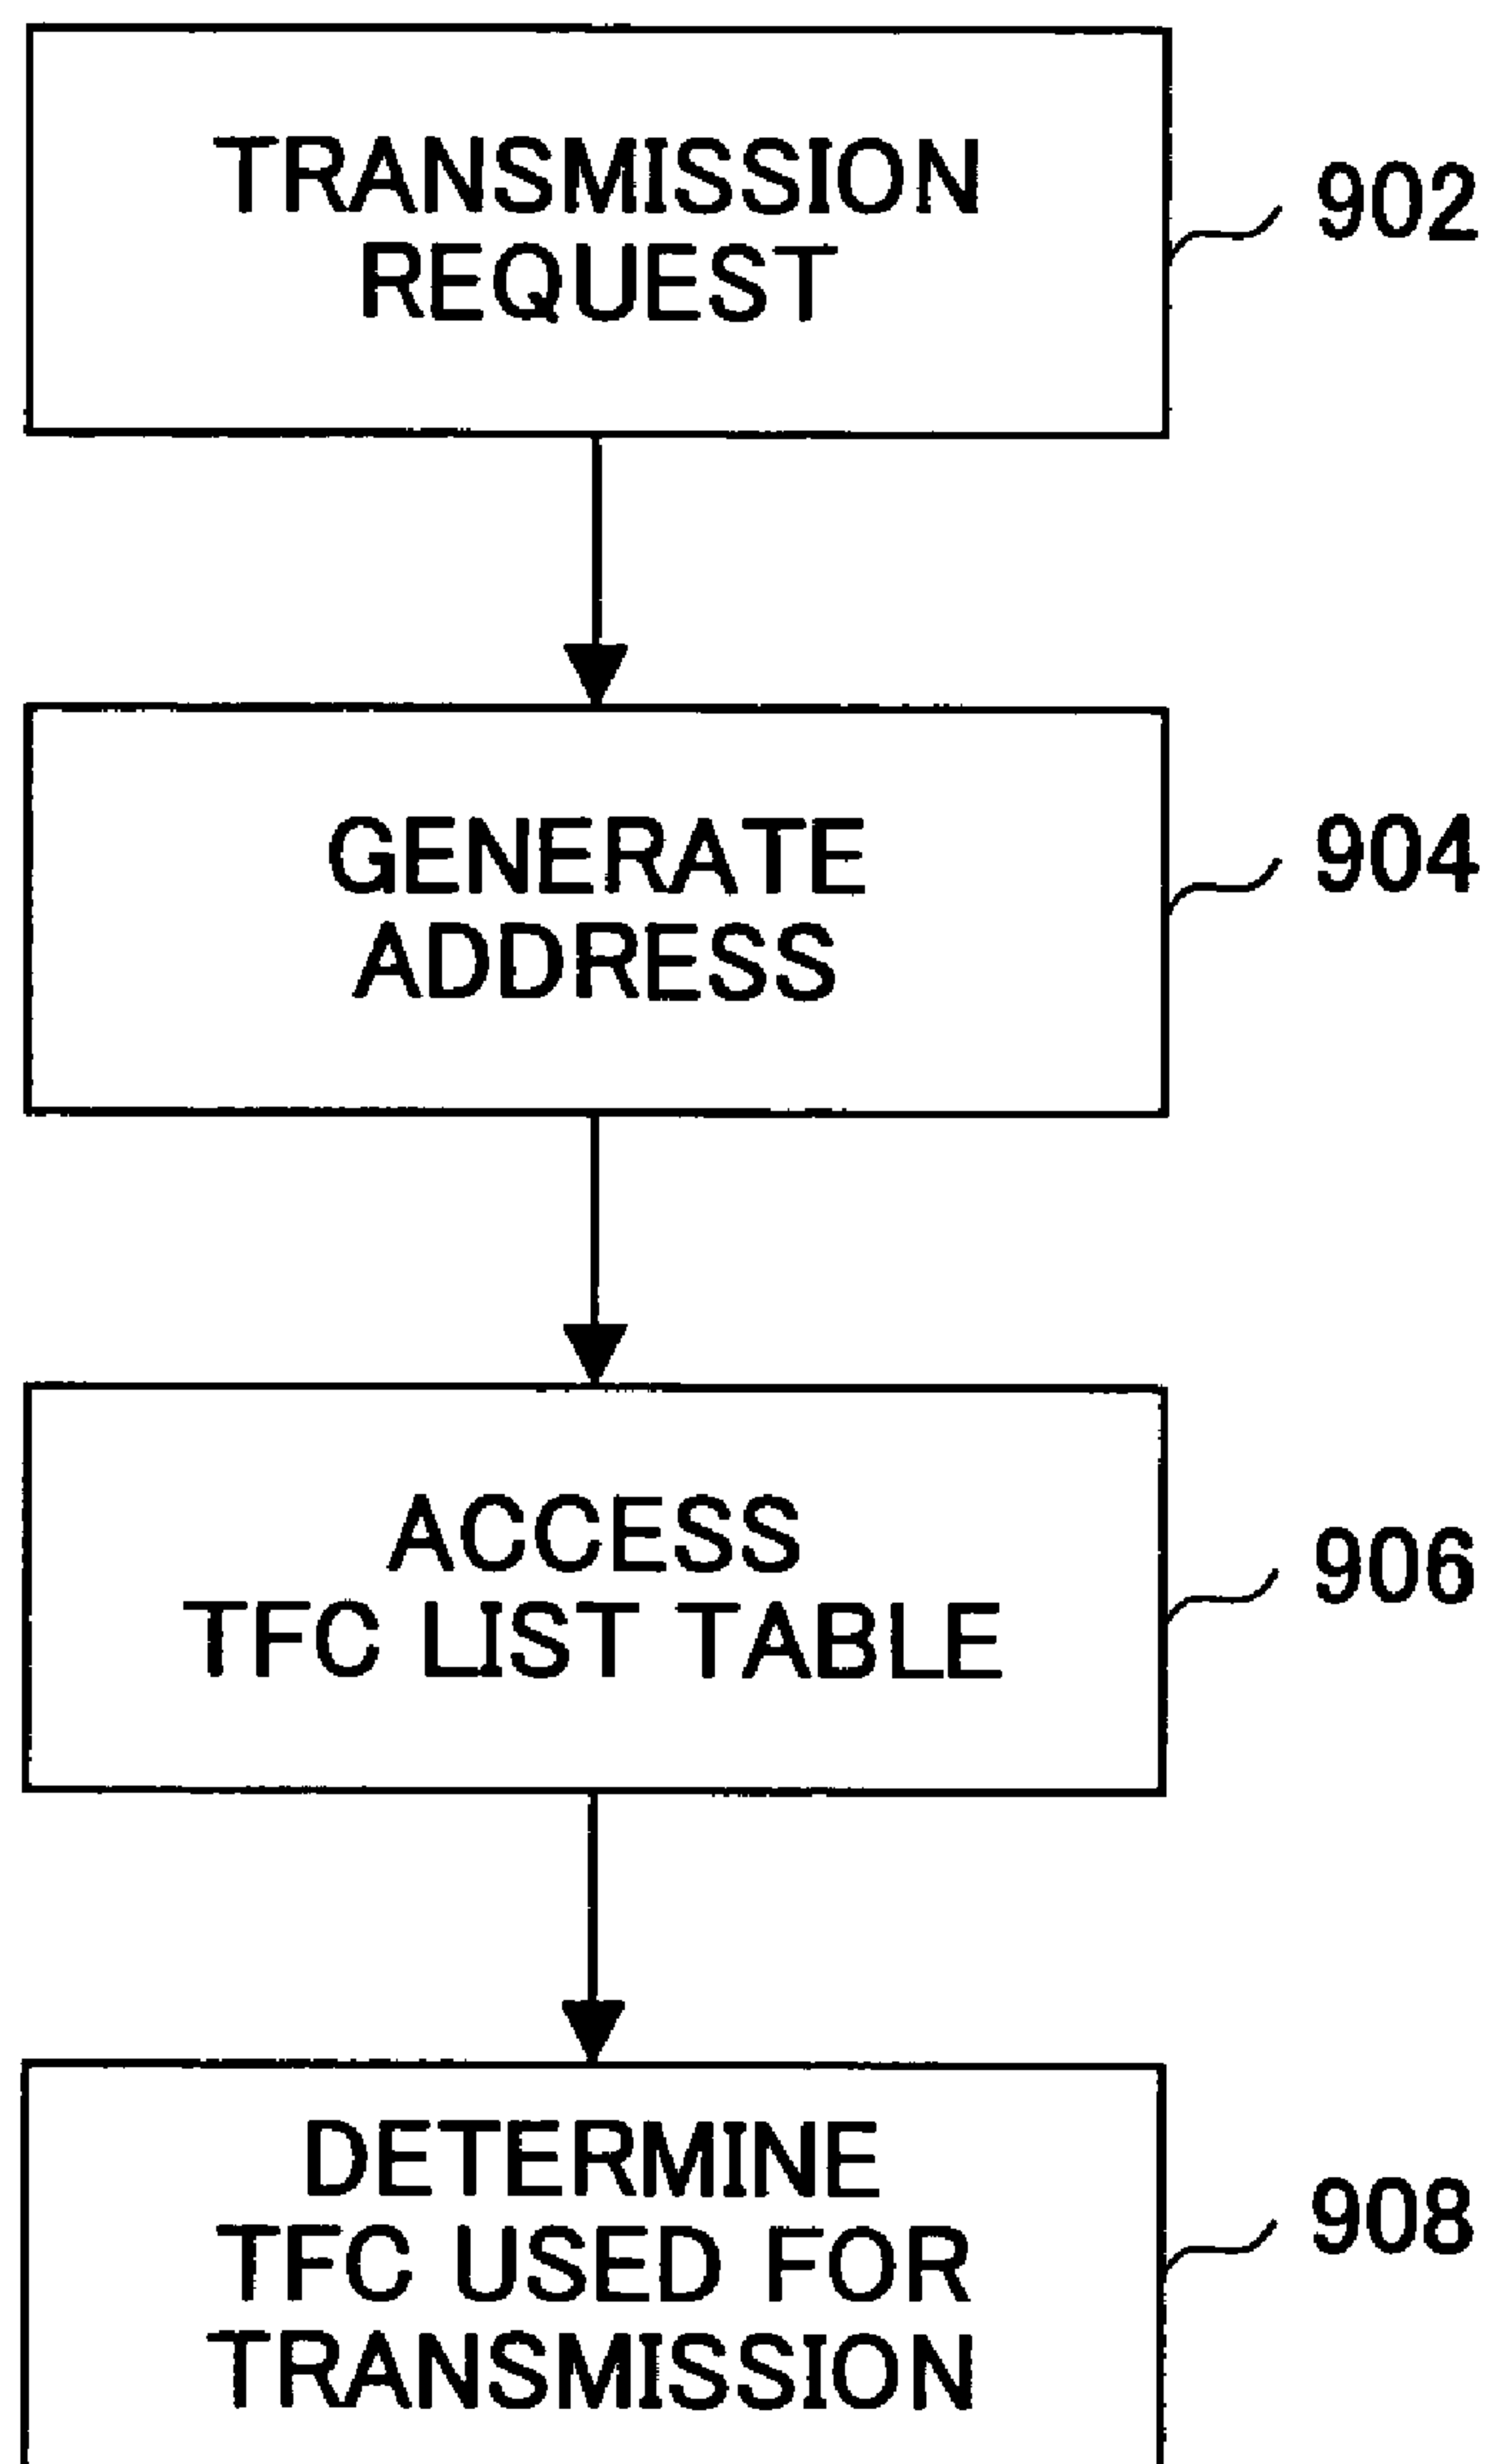 TRANSMISSION
REQUEST
902
GENERATE
ADDRESS
904
ACCESS
TFC LIST TABLE
906
DETERMINE
TFC USED FOR
TRANSMISSION
908